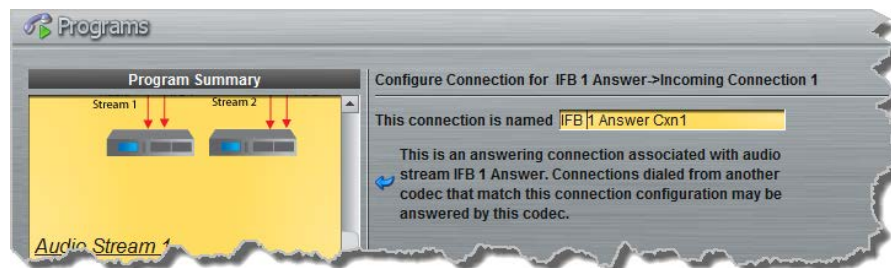 Programs
Program Summary
Stream 1
Stream 2
Audio Stream 1
Configure Connection for IFB 1 Answer->Incoming Connection 1
This connection is named IFB 1 Answer Cxn1
This is an answering connection associated with audio
stream IFB 1 Answer. Connections dialed from another
codec that match this connection configuration may be
answered by this codec.